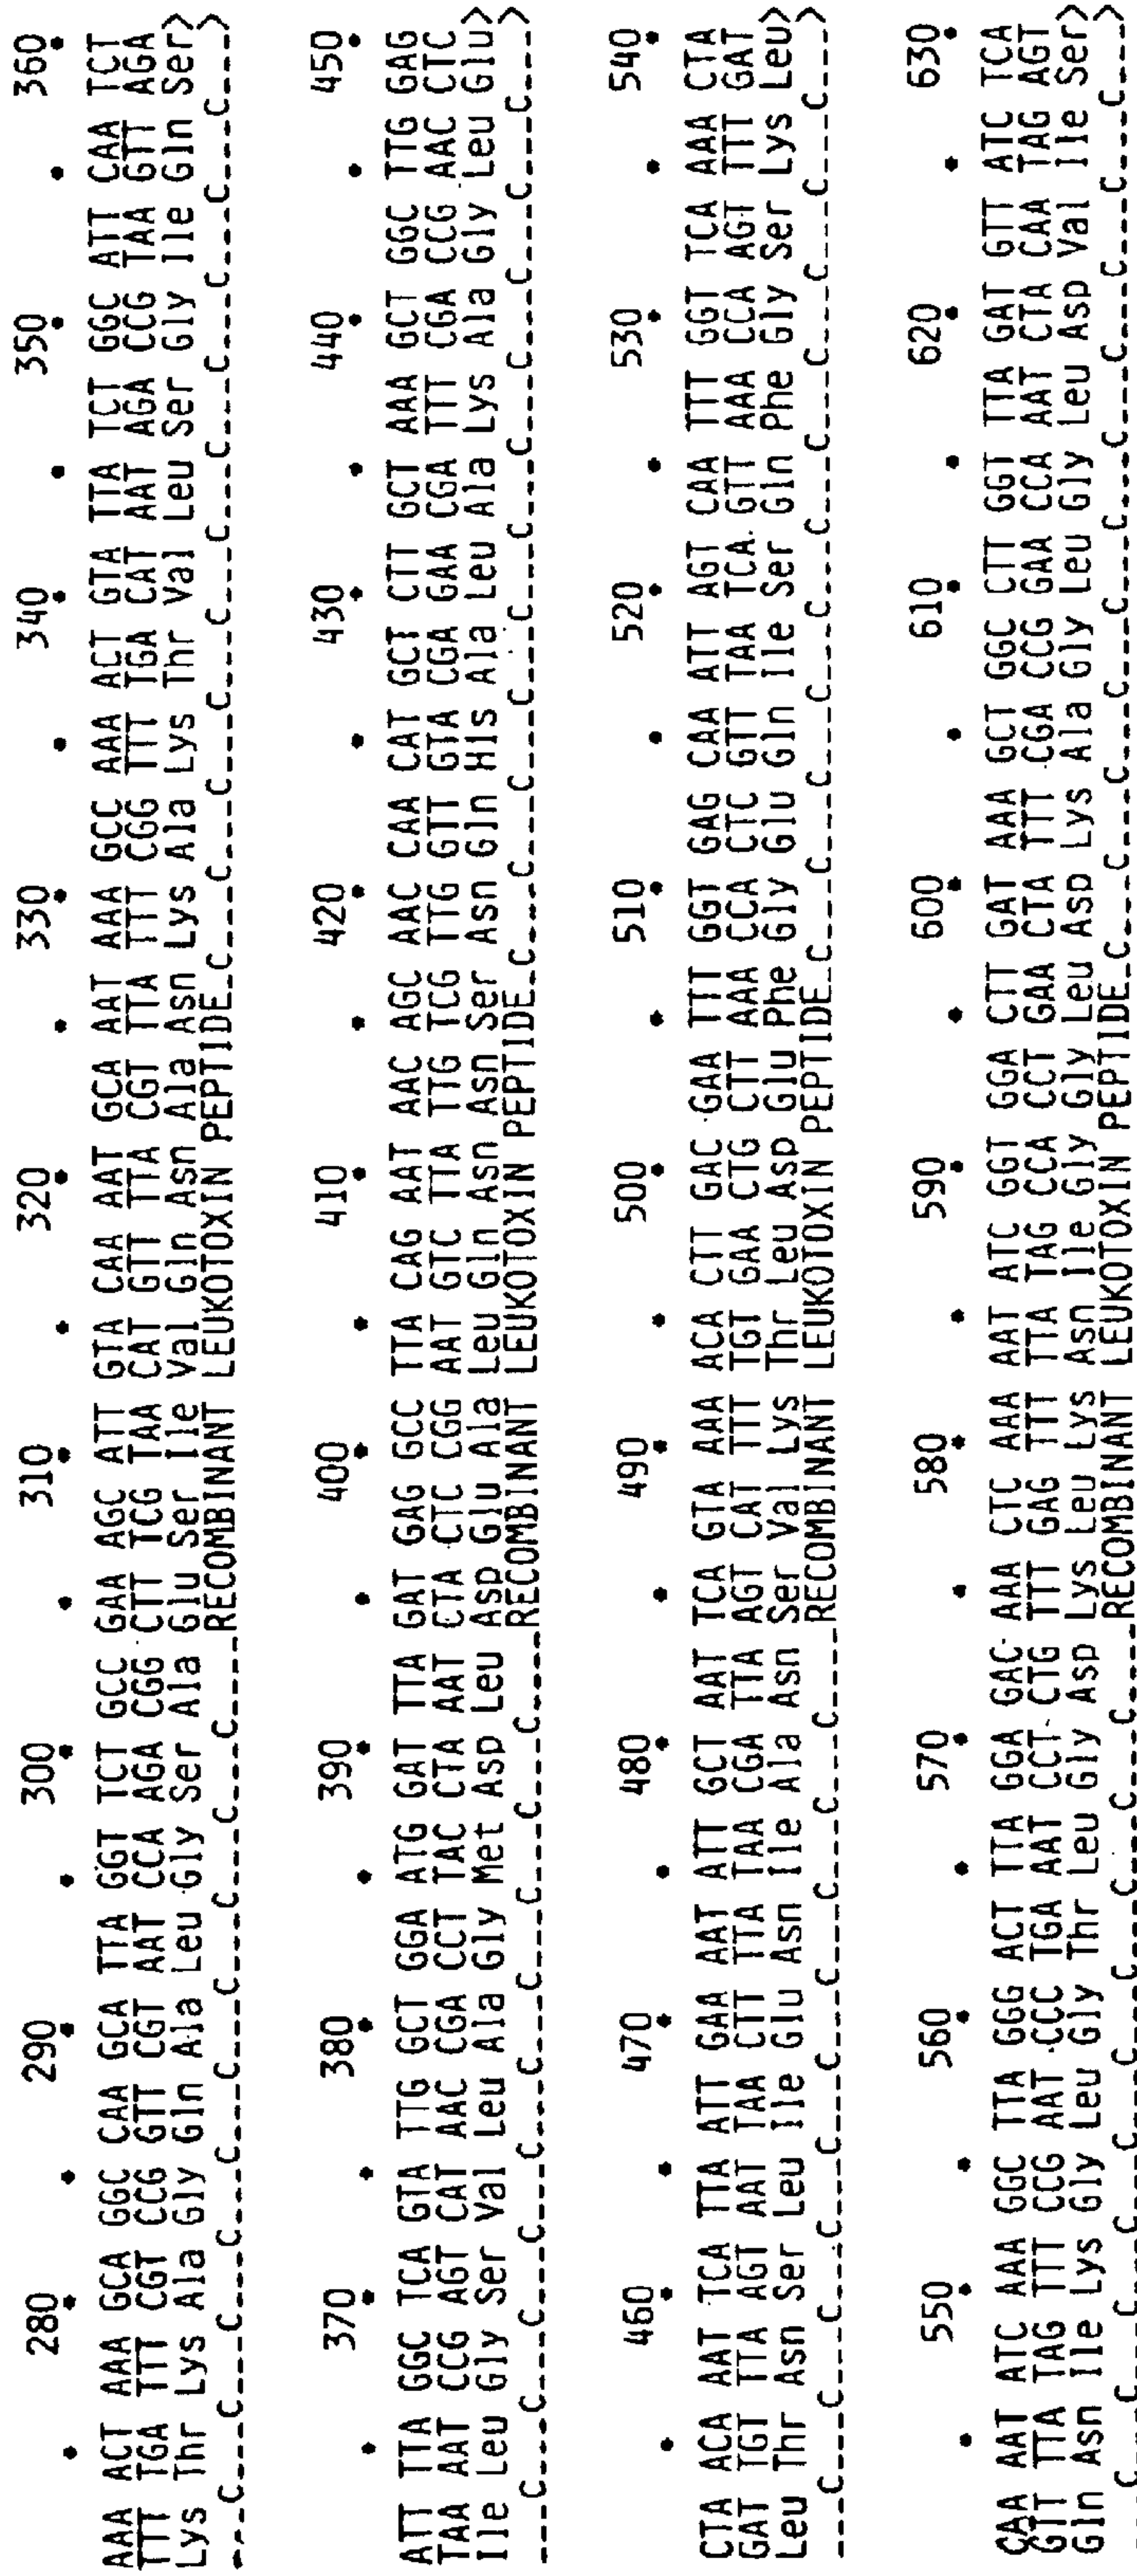 280 290 300 310 320 330 340 350 360
AAA ACT AAA GCA GGC CAA GCA TTA GGT TCT GCC GAA AGC ATT GTA CAA AAT GCA AAT AAA GCC AAA ACT GTA TTA TCT GGC ATT CAA TCT
TTT TGA TTT CGT CCG GTT CGT AAT CCA AGA CGG CTT TCG TAA CAT GTT TTA CGT TTA TTT CGG TTT TGA CAT AAT AGA CCG TAA GTT AGA
Lys Thr Lys Ala Gly Gln Ala Leu Gly Ser Ala Glu Ser Ile Val Gln Asn Ala Asn Lys Ala Lys Thr Val Leu Ser Gly Ile Gln Ser>
---C----C----C----C----C----C____RECOMBINANT LEUKOTOXIN PEPTIDE_C____C----C----C----C----C----C---->
370 380 390 400 410 420 430 440 450
ATT TTA GGC TCA GTA TTG GCT GGA ATG GAT TTA GAT GAG GCC TTA CAG AAT AAC AGC AAC CAA CAT GCT CTT GCT AAA GCT GGC TTG GAG
TAA AAT CCG AGT CAT AAC CGA CCT TAC CTA AAT CTA CTC CGG AAT GTC TTA TTG TCG TTG GTT GTA CGA GAA CGA TTT CGA CCG AAC CTC
Ile Leu Gly Ser Val Leu Ala Gly Met Asp Leu Asp Glu Ala Leu Gln Asn Asn Ser Asn Gln His Ala Leu Ala Lys Ala Gly Leu Glu>
---C----C----C----C----C----C____RECOMBINANT LEUKOTOXIN PEPTIDE_C____C----C----C----C----C----C---->
460 470 480 490 500 510 520 530 540
CTA ACA AAT TCA TTA ATT GAA AAT ATT GCT AAT TCA GTA AAA ACA CTT GAC GAA TTT GGT GAG CAA ATT AGT CAA TTT GGT TCA AAA CTA
GAT TGT TTA AGT AAT TAA CTT TTA TAA CGA TTA AGT CAT TTT TGT GAA CTG CTT AAA CCA CTC GTT TAA TCA GTT AAA CCA AGT TTT GAT
Leu Thr Asn Ser Leu Ile Glu Asn Ile Ala Asn Ser Val Lys Thr Leu Asp Glu Phe Gly Glu Gln Ile Ser Gln Phe Gly Ser Lys Leu>
---C----C----C----C----C----C____RECOMBINANT LEUKOTOXIN PEPTIDE_C____C----C----C----C----C----C---->
550 560 570 580 590 600 610 620 630
CAA AAT ATC AAA GGC TTA GGG ACT TTA GGA GAC AAA CTC AAA AAT ATC GGT GGA CTT GAT AAA GCT GGC CTT GGT TTA GAT GTT ATC TCA
GTT TTA TAG TTT CCG AAT CCC TGA AAT CCT CTG TTT GAG TTT TTA TAG CCA CCT GAA CTA TTT CGA CCG GAA CCA AAT CTA CAA TAG AGT
Gln Asn Ile Lys Gly Leu Gly Thr Leu Gly Asp Lys Leu Lys Asn Ile Gly Gly Leu Asp Lys Ala Gly Leu Gly Leu Asp Val Ile Ser>
---C----C----C----C----C----C____RECOMBINANT LEUKOTOXIN PEPTIDE_C____C----C----C----C----C----C---->